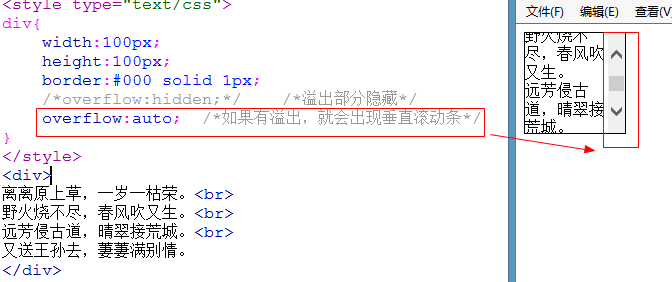 <style type="text/css">
div{
width:100px;
height:100px;
border:#000 solid 1px;
/*overflow:hidden;*/ /*溢出部分隐藏*/
overflow:auto; /*如果有溢出，就会出现垂直滚动条*/
}
</style>
<div>
离离原上草，一岁一枯荣。<br>
野火烧不尽，春风吹又生。<br>
远芳侵古道，晴翠接荒城。<br>
又送王孙去，萋萋满别情。
</div>
文件(F) 编辑(E) 查看(V)
野火烧不
尽，春风吹
又生。
远芳侵古
道，晴翠接
荒城。